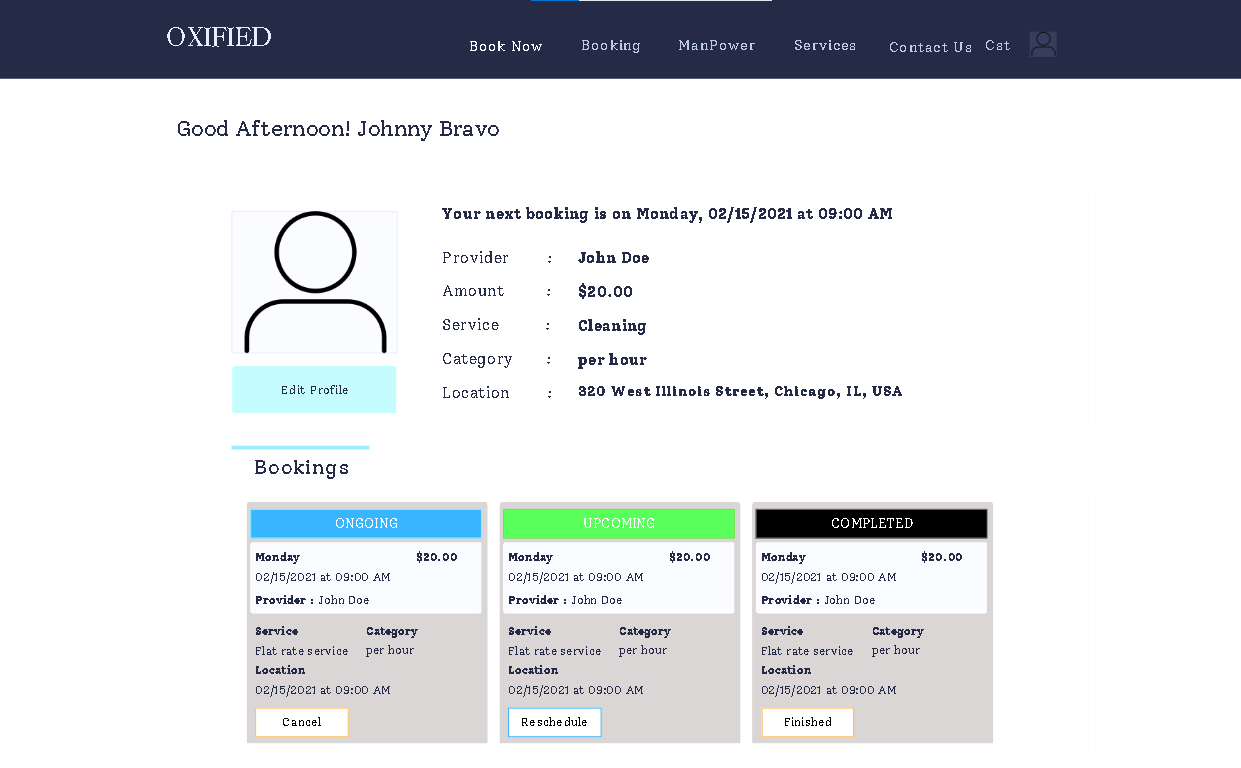 OXIFIED
Book Now Booking ManPower Services Contact Us Cst
Good Afternoon! Johnny Bravo
Your next booking is on Monday, 02/15/2021 at 09:00 AM
Provider : John Doe
Amount : $20.00
Service : Cleaning
Category : per hour
Location : 320 West Illinois Street, Chicago, IL, USA
Edit Profile
Bookings
ONGOING
Monday $20.00
02/15/2021 at 09:00 AM
Provider : John Doe
Service Category
Flat rate service per hour
Location
02/15/2021 at 09:00 AM
Cancel
UPCOMING
Monday $20.00
02/15/2021 at 09:00 AM
Provider : John Doe
Service Category
Flat rate service per hour
Location
02/15/2021 at 09:00 AM
Reschedule
COMPLETED
Monday $20.00
02/15/2021 at 09:00 AM
Provider : John Doe
Service Category
Flat rate service per hour
Location
02/15/2021 at 09:00 AM
Finished